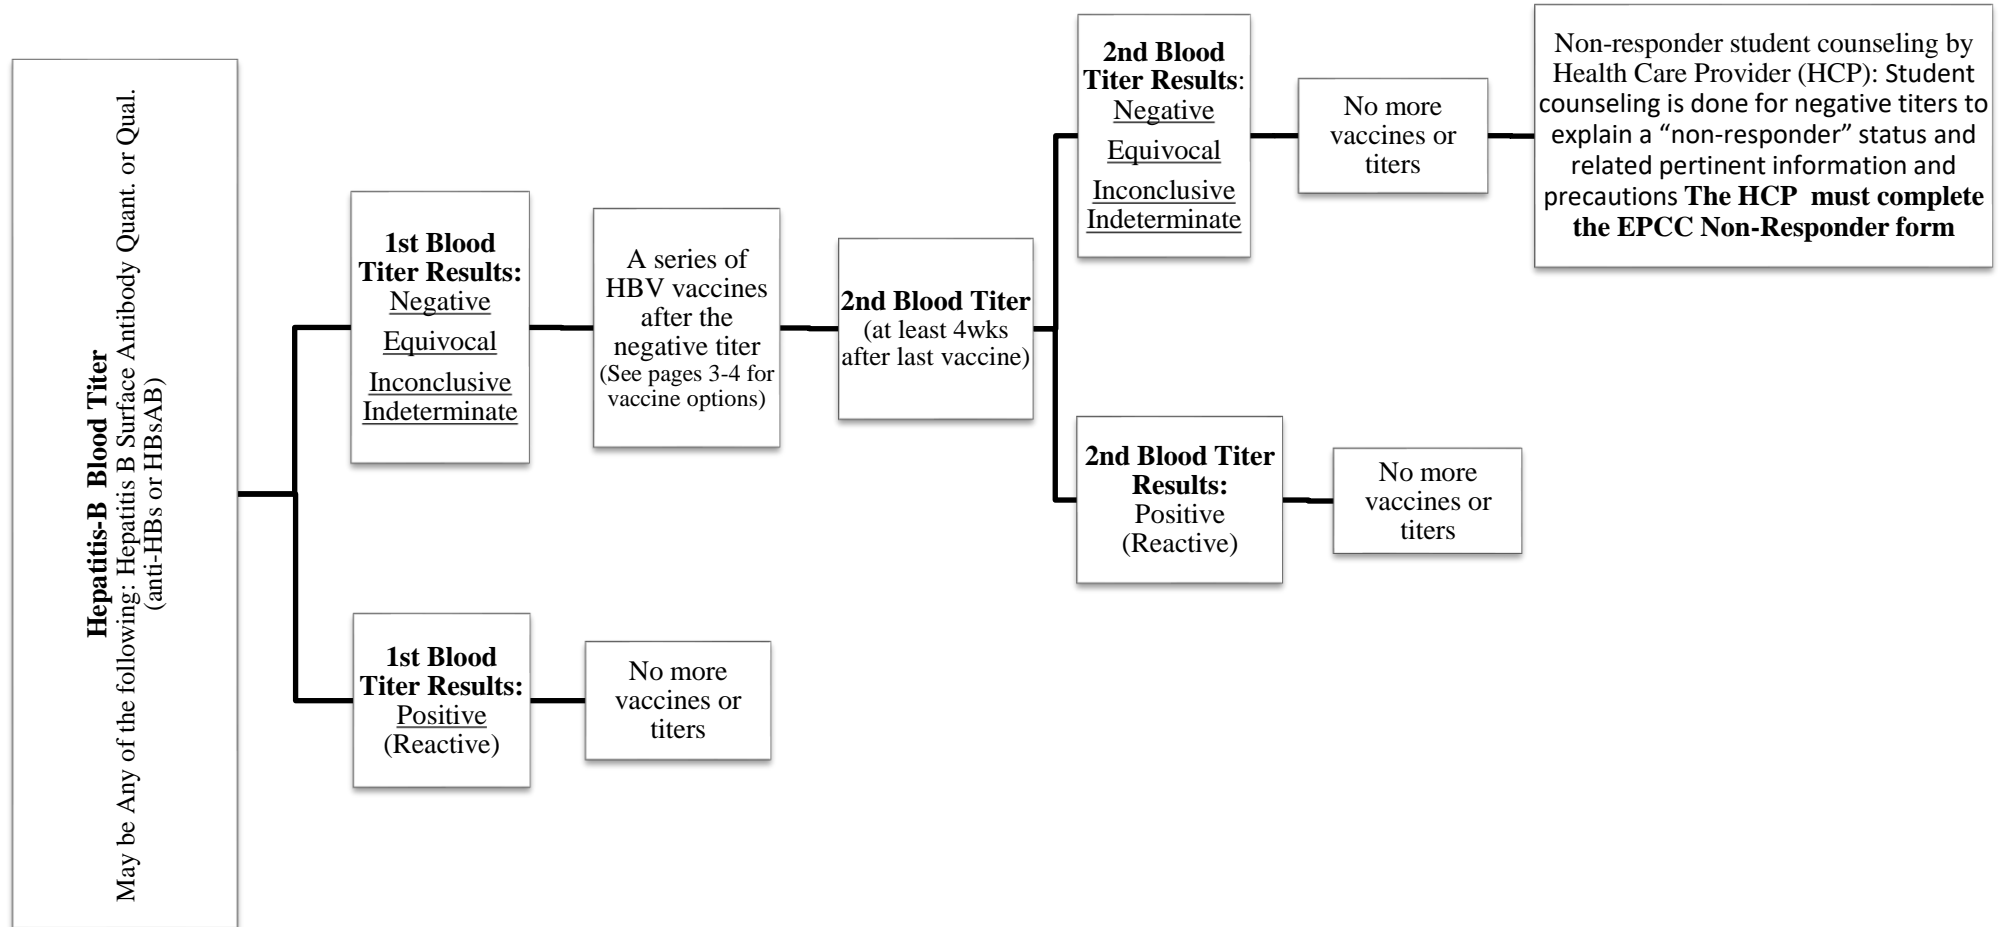 Hepatitis-B  Blood Titer
May be Any of the following: Hepatitis B Surface Antibody Quant. or Qual.
(anti-HBs or HBsAB)
1st Blood
Titer Results:
Negative
Equivocal
Inconclusive
Indeterminate
A series of
HBV vaccines
after the
negative titer
(See pages 3-4 for
vaccine options)
2nd Blood Titer
(at least 4wks
after last vaccine)
2nd Blood
Titer Results:
Negative
Equivocal
Inconclusive
Indeterminate
No more
vaccines or
titers
Non-responder student counseling by
Health Care Provider (HCP): Student
counseling is done for negative titers to
explain a “non-responder” status and
related pertinent information and
precautions The HCP  must complete
the EPCC Non-Responder form
2nd Blood Titer
Results:
Positive
(Reactive)
No more
vaccines or
titers
1st Blood
Titer Results:
Positive
(Reactive)
No more
vaccines or
titers